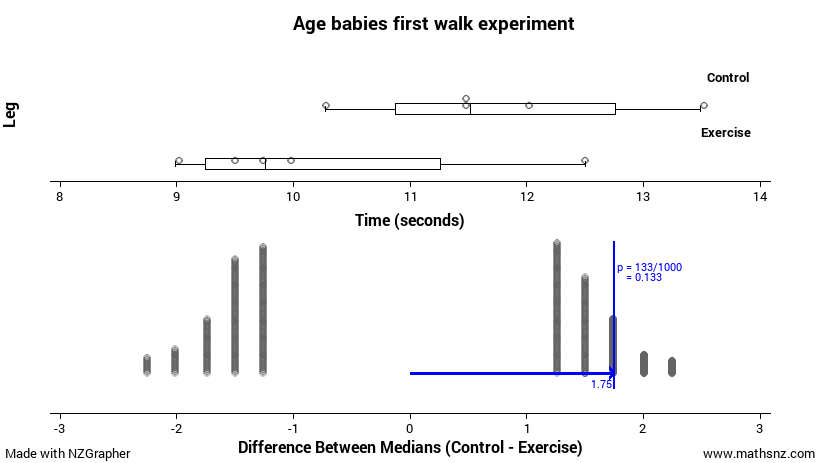 Age babies first walk experiment
Control
Leg
Exercise
8 9 10 11 12 13 14
Time (seconds)
p = 133/1000
= 0.133
1.75
-3 -2 -1 0 1 2 3
Difference Between Medians (Control - Exercise)
Made with NZGrapher
www.mathsnz.com